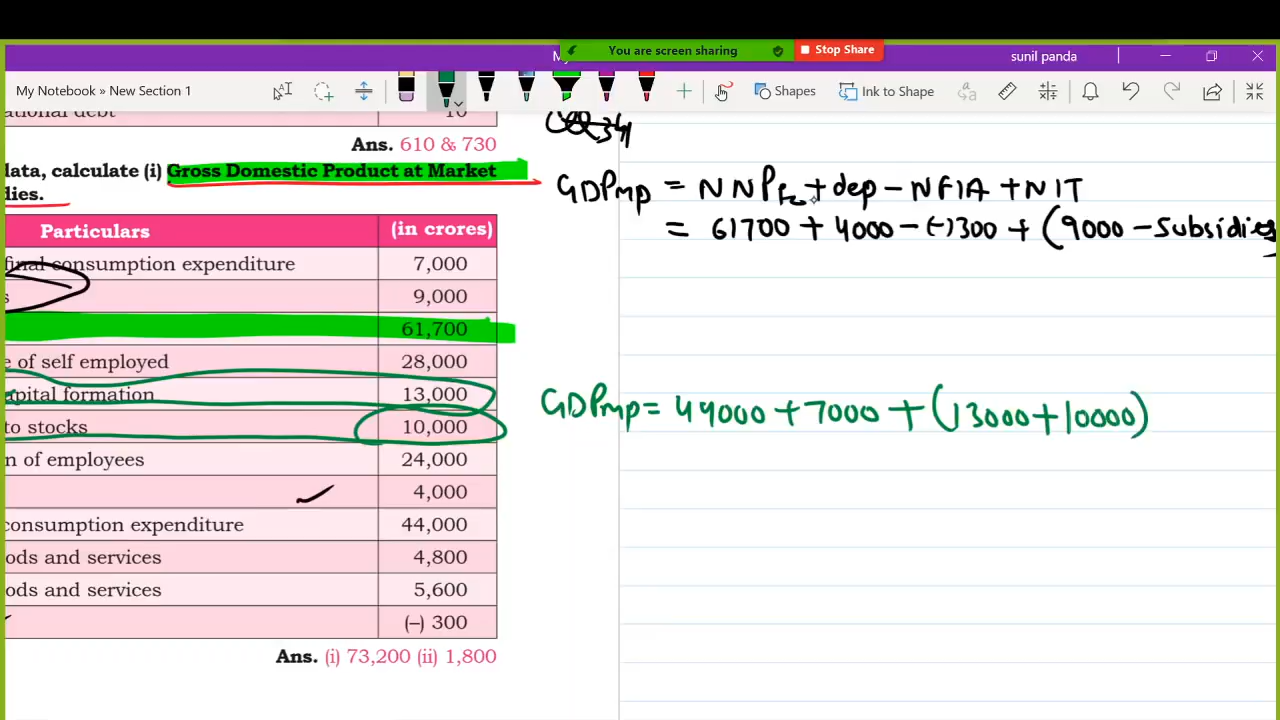 You are screen sharing
Stop Share
My
sunil panda
My Notebook » New Section 1
Shapes
Ink to Shape
ational debt 10
Ans. 610 & 730
data, calculate (i) Gross Domestic Product at Market
dies.
Particulars (in crores)
final consumption expenditure 7,000
s 9,000
61,700
e of self employed 28,000
apital formation 13,000
to stocks 10,000
n of employees 24,000
4,000
consumption expenditure 44,000
ods and services 4,800
ods and services 5,600
(–) 300
Ans. (i) 73,200 (ii) 1,800
GDPmp = NNPFc + dep - NFIA + NIT
= 61700 + 4000 - (-)300 + (9000 - Subsidies
GDPmp = 44000 + 7000 + (13000 + 10000)